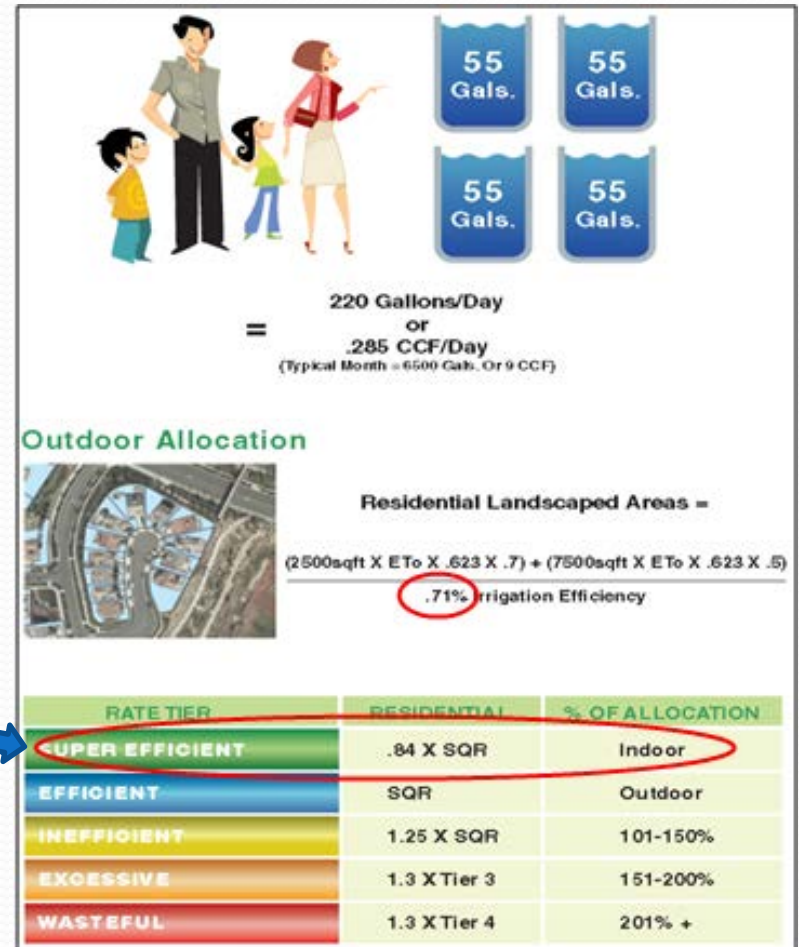 55 Gals.
55 Gals.
55 Gals.
55 Gals.
220 Gallons/Day
=
or
.285 CCF/Day
(Typical Month = 6500 Gals. Or 9 CCF)
Outdoor Allocation
Residential Landscaped Areas =
(2500sqft X ETo X .623 X .7) + (7500sqft X ETo X .623 X .5)
.71% Irrigation Efficiency
RATE TIER RESIDENTIAL % OF ALLOCATION
SUPER EFFICIENT .84 X SQR Indoor
EFFICIENT SQR Outdoor
INEFFICIENT 1.25 X SQR 101-150%
EXCESSIVE 1.3 X Tier 3 151-200%
WASTEFUL 1.3 X Tier 4 201% +